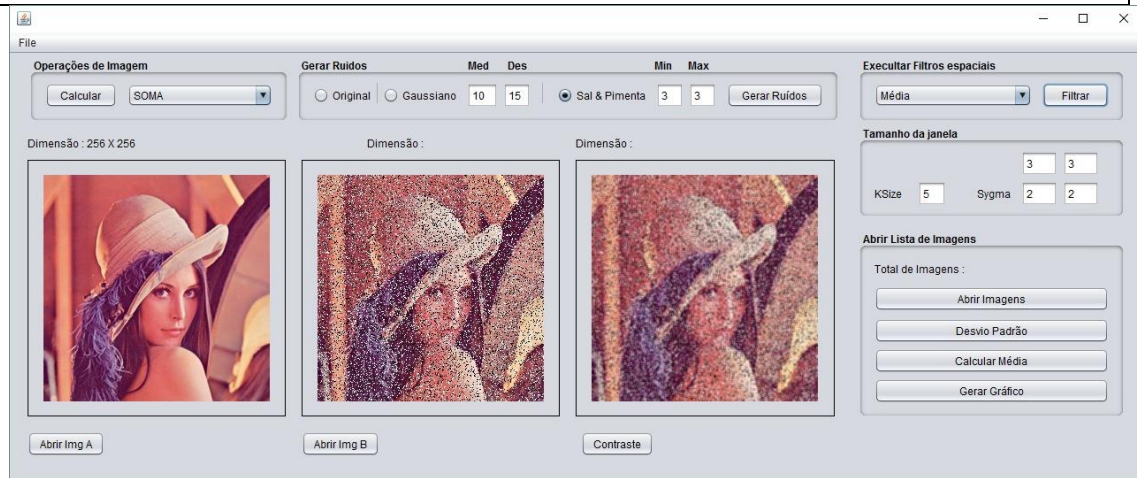 File
Operações de Imagem
Calcular SOMA
Gerar Ruidos Med Des Min Max
Original Gaussiano 10 15 Sal & Pimenta 3 3 Gerar Ruídos
Execultar Filtros espaciais
Média Filtrar
Dimensão : 256 X 256
Dimensão :
Dimensão :
Tamanho da janela
3 3
KSize 5 Sygma 2 2
Abrir Lista de Imagens
Total de Imagens :
Abrir Imagens
Desvio Padrão
Calcular Média
Gerar Gráfico
Abrir Img A
Abrir Img B
Contraste